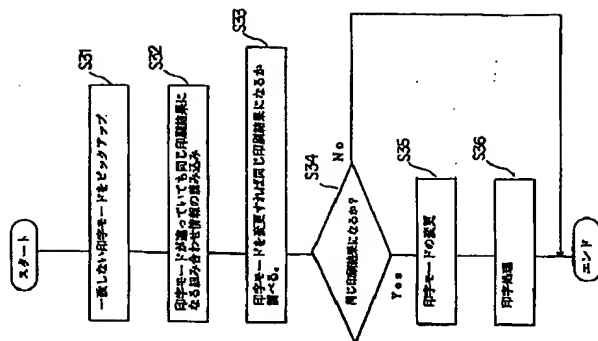 スタート
S31
一致しない印字モードをピックアップ
S32
印字モードが違っていても同じ印刷結果に
なる組み合わせ情報の読み込み
S33
印字モードを変更すれば同じ印刷結果になるか
調べる。
S34
同じ印刷結果になるか?
No
Yes
S35
印字モードの変更
S36
印字処理
エンド